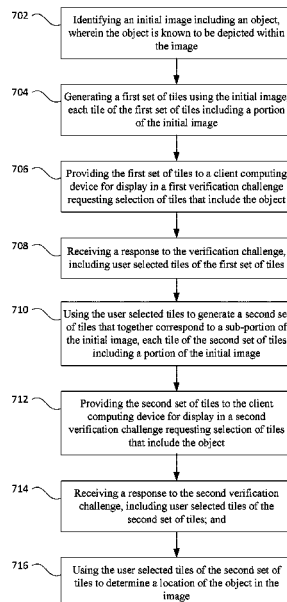 702
Identifying an initial image including an object,
wherein the object is known to be depicted within
the image
704
Generating a first set of tiles using the initial image,
each tile of the first set of tiles including a portion
of the initial image
706
Providing the first set of tiles to a client computing
device for display in a first verification challenge
requesting selection of tiles that include the object
708
Receiving a response to the verification challenge,
including user selected tiles of the first set of tiles
710
Using the user selected tiles to generate a second set
of tiles that together correspond to a sub-portion of
the initial image, each tile of the second set of tiles
including a portion of the initial image
712
Providing the second set of tiles to the client
computing device for display in a second
verification challenge requesting selection of tiles
that include the object
714
Receiving a response to the second verification
challenge, including user selected tiles of the
second set of tiles; and
716
Using the user selected tiles of the second set of
tiles to determine a location of the object in the
image